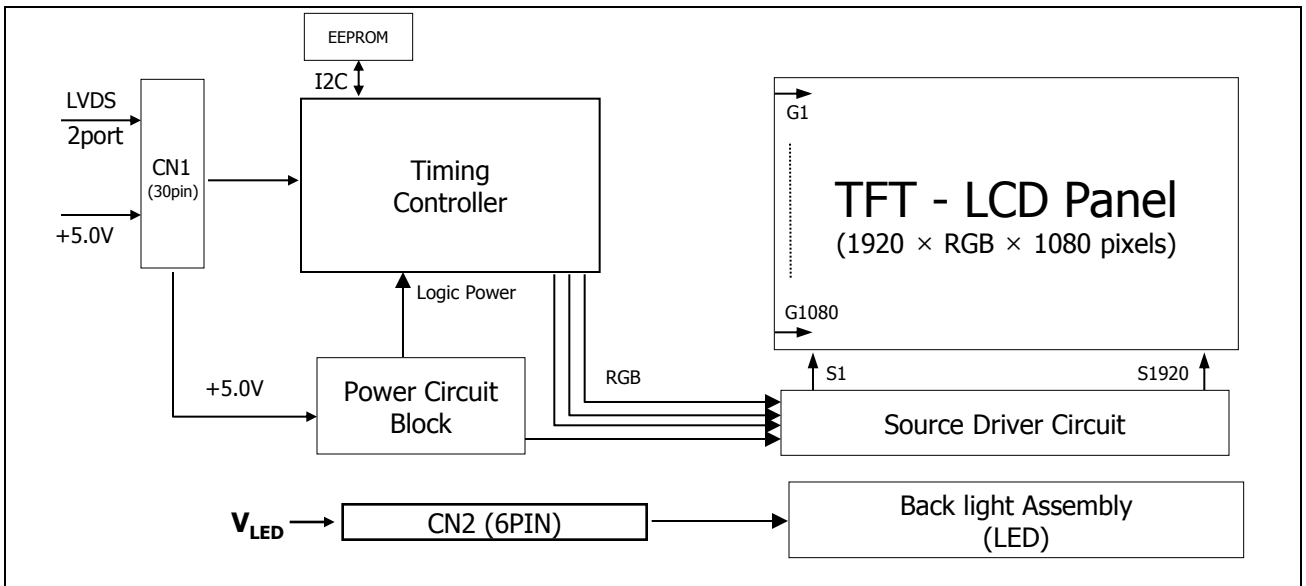 EEPROM
I2C
LVDS
2port
CN1
(30pin)
+5.0V
Timing
Controller
G1
TFT - LCD Panel
(1920 × RGB × 1080 pixels)
G1080
Logic Power
+5.0V
Power Circuit
Block
RGB
S1
S1920
Source Driver Circuit
VLED
CN2 (6PIN)
Back light Assembly
(LED)